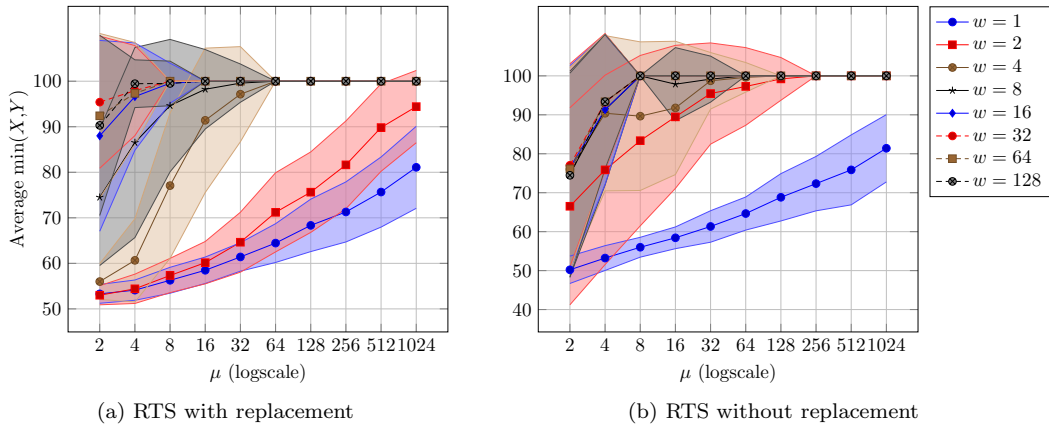 100
90
80
70
60
50
2 4 8 16 32 64 128 256 512 1024
μ (logscale)
Average min(X,Y)
(a) RTS with replacement
100
90
80
70
60
50
40
2 4 8 16 32 64 128 256 512 1024
μ (logscale)
(b) RTS without replacement
w = 1
w = 2
w = 4
w = 8
w = 16
w = 32
w = 64
w = 128